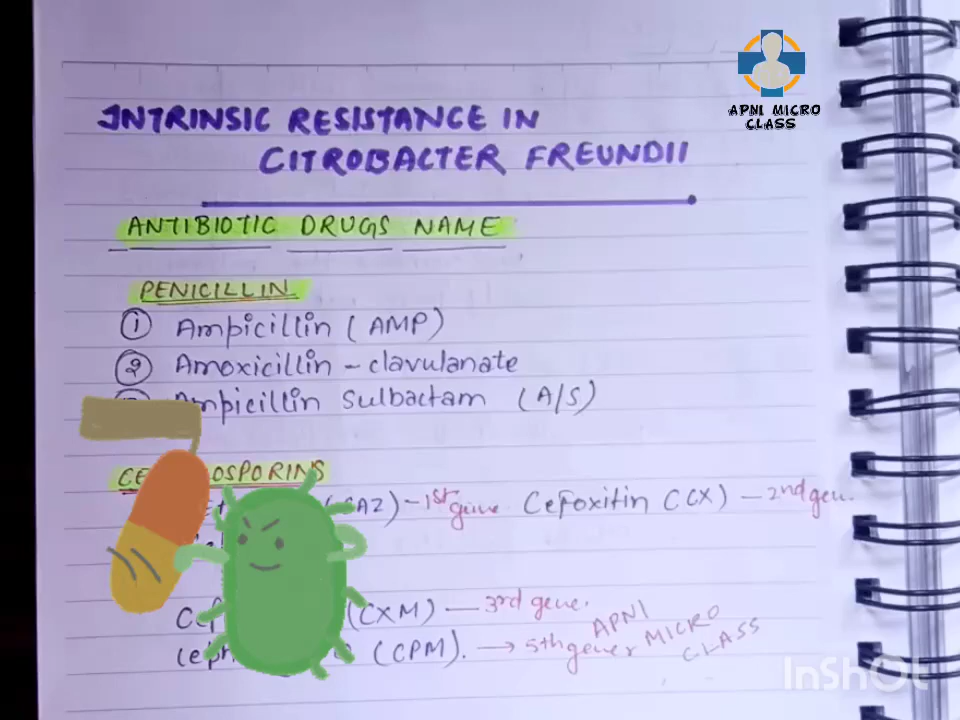 APNI MICRO
CLASS
INTRINSIC RESISTANCE IN
CITROBACTER FREUNDII
ANTIBIOTIC DRUGS NAME
PENICILLIN
① Ampicillin (AMP)
② Amoxicillin - clavulanate
Ampicillin Sulbactam (A/S)
1st gene Cefoxitin (CX) - 2nd gen.
(CXM) - 3rd gene.
(CPM). → 5th gener
APNI
MICRO
CLASS
InShOt